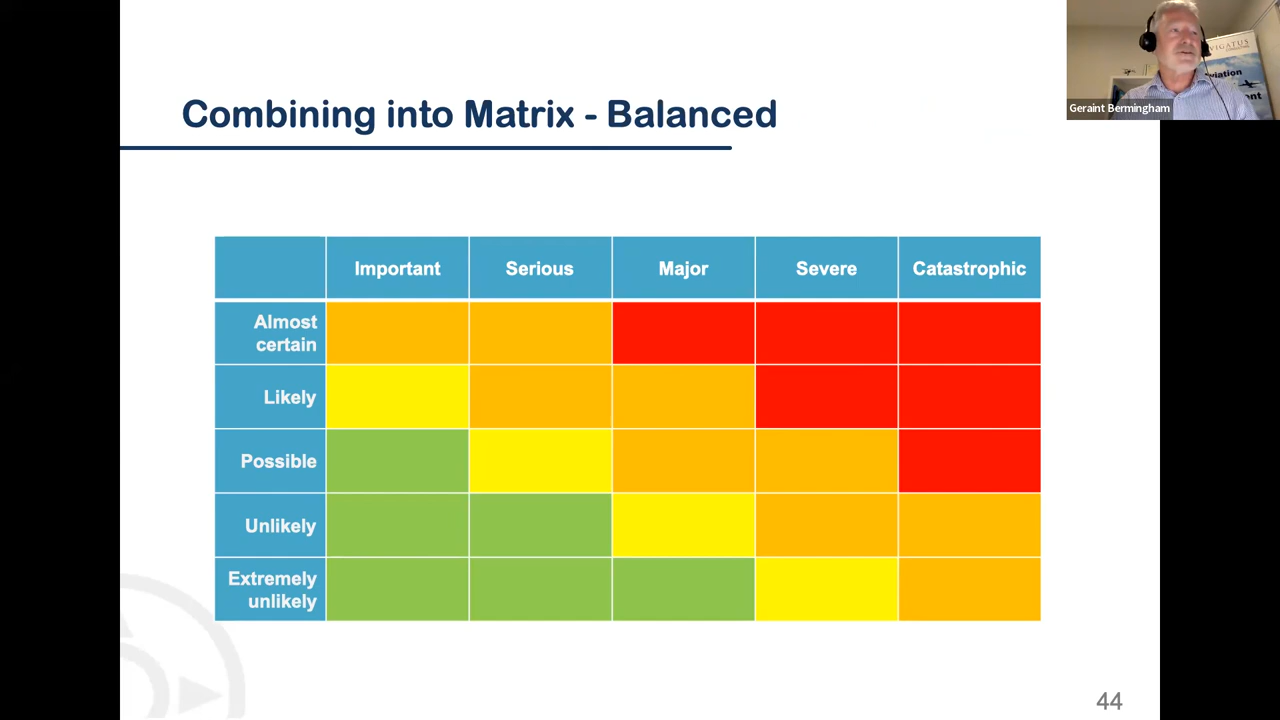 Combining into Matrix - Balanced
Geraint Bermingham
Aviation
Important Serious Major Severe Catastrophic
Almost
certain
Likely
Possible
Unlikely
Extremely
unlikely
44